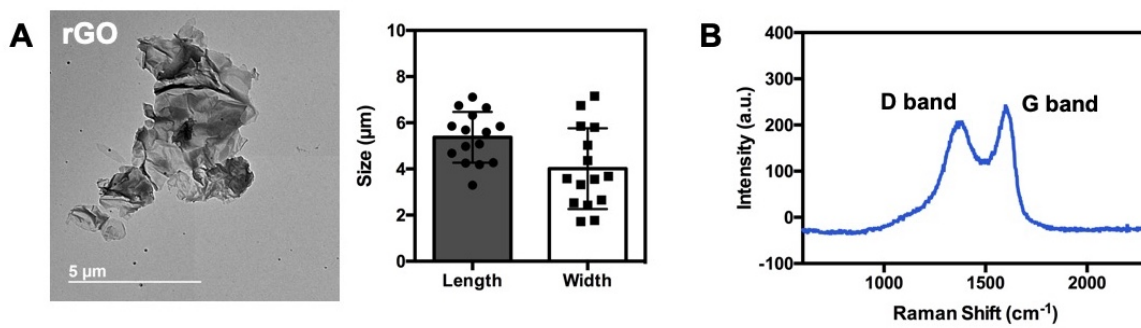 A
rGO
5 µm
Size (µm)
10
8
6
4
2
0
Length
Width
B
Intensity (a.u.)
400
300
200
100
0
-100
D band
G band
1000
1500
2000
Raman Shift (cm⁻¹)